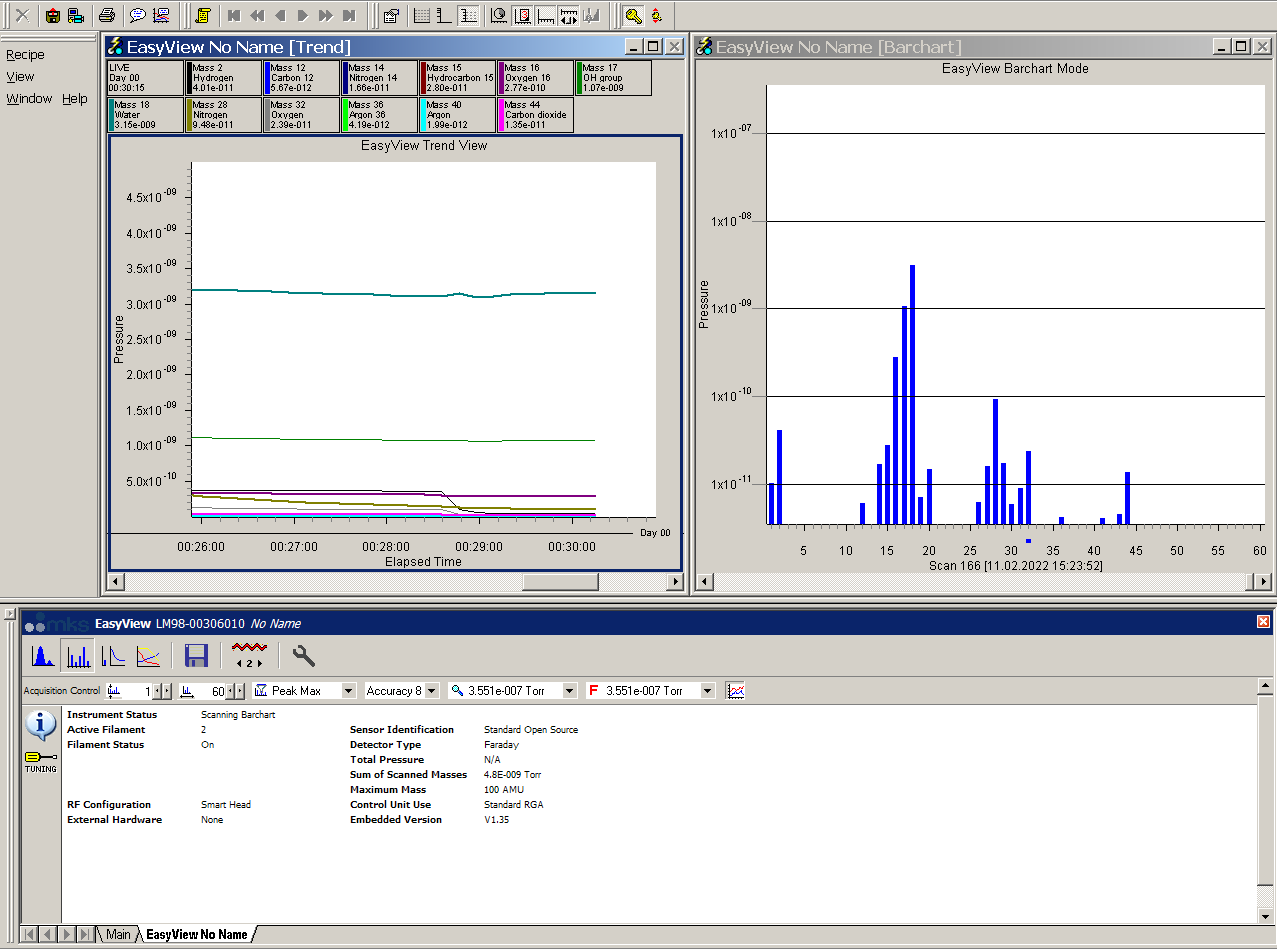 Recipe
View
Window Help
EasyView No Name [Trend]
LIVE
Day 00
00:30:15
Mass 2
Hydrogen
4.01e-011
Mass 12
Carbon 12
5.67e-012
Mass 14
Nitrogen 14
1.66e-011
Mass 15
Hydrocarbon 15
2.80e-011
Mass 16
Oxygen 16
2.77e-010
Mass 17
OH group
1.07e-009
Mass 18
Water
3.15e-009
Mass 28
Nitrogen
9.48e-011
Mass 32
Oxygen
2.39e-011
Mass 36
Argon 36
4.19e-012
Mass 40
Argon
1.99e-012
Mass 44
Carbon dioxide
1.35e-011
EasyView Trend View
4.5x10 -09
4.0x10 -09
3.5x10 -09
3.0x10 -09
2.5x10 -09
2.0x10 -09
1.5x10 -09
1.0x10 -09
5.0x10 -10
Pressure
Day 00
00:26:00 00:27:00 00:28:00 00:29:00 00:30:00
Elapsed Time
EasyView No Name [Barchart]
EasyView Barchart Mode
1x10 -07
1x10 -08
1x10 -09
1x10 -10
1x10 -11
Pressure
5 10 15 20 25 30 35 40 45 50 55 60
Scan 166 [11.02.2022 15:23:52]
mks EasyView LM98-00306010 No Name
2
Acquisition Control 1 60 Peak Max Accuracy 8 3.551e-007 Torr F 3.551e-007 Torr
TUNING
Instrument Status Scanning Barchart
Active Filament 2 Sensor Identification Standard Open Source
Filament Status On Detector Type Faraday
Total Pressure N/A
Sum of Scanned Masses 4.8E-009 Torr
Maximum Mass 100 AMU
RF Configuration Smart Head Control Unit Use Standard RGA
External Hardware None Embedded Version V1.35
Main EasyView No Name